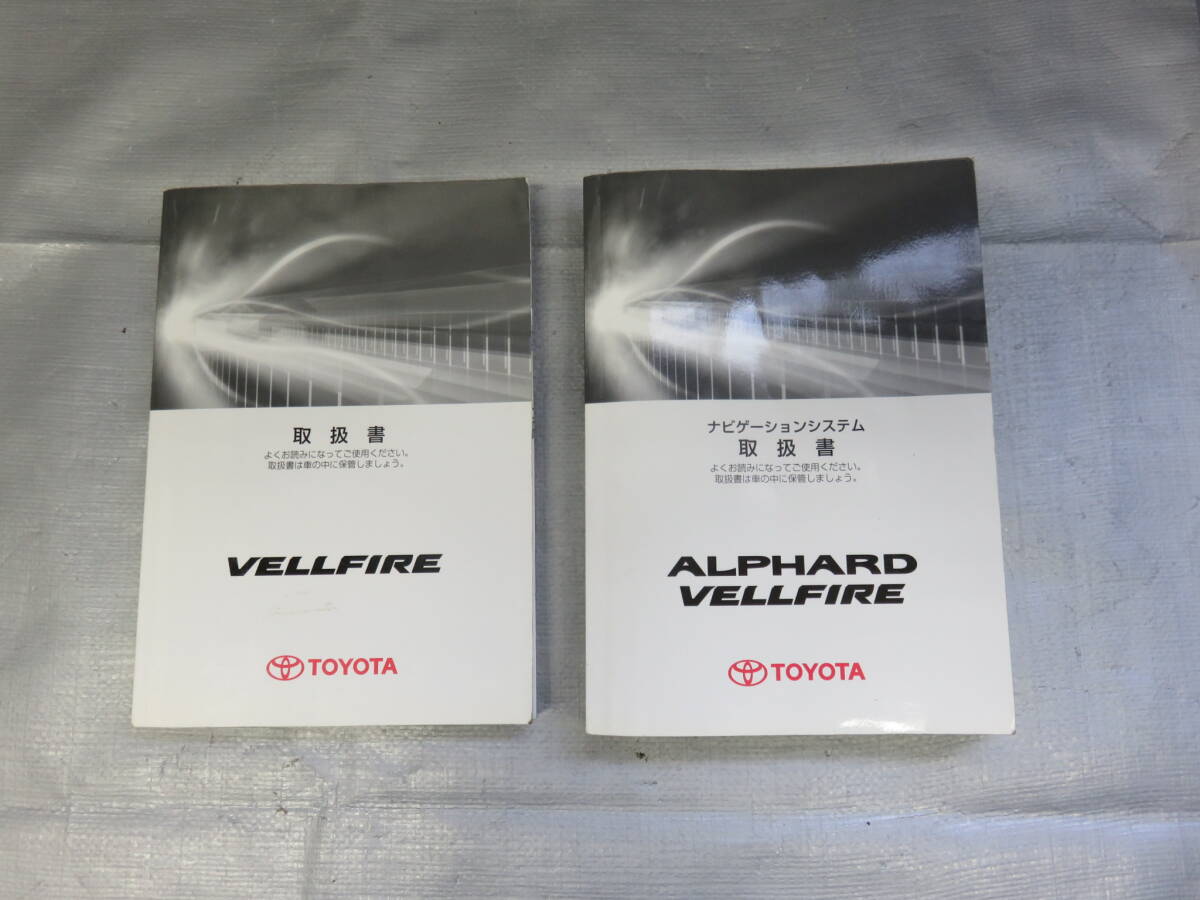 取扱書
よくお読みになってご使用ください。
取扱書は車の中に保管しましょう。
VELLFIRE
TOYOTA
ナビゲーションシステム
取扱書
よくお読みになってご使用ください。
取扱書は車の中に保管しましょう。
ALPHARD
VELLFIRE
TOYOTA